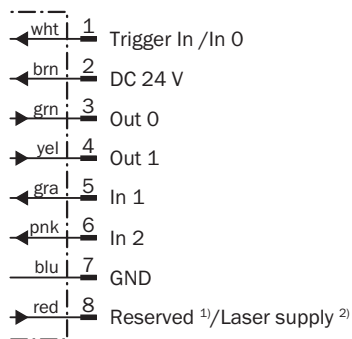 wht 1 Trigger In /In 0
brn 2 DC 24 V
grn 3 Out 0
yel 4 Out 1
gra 5 In 1
pnk 6 In 2
blu 7 GND
red 8 Reserved ¹⁾/Laser supply ²⁾